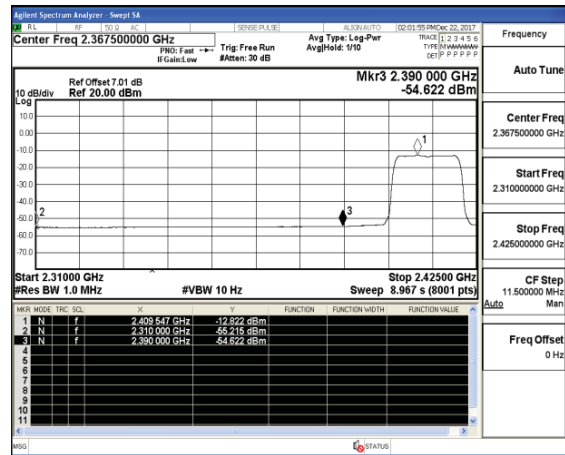 Agilent Spectrum Analyzer - Swept SA
RL RF 50 Ω AC SENSE:PULSE ALIGN AUTO 02:01:55 PM Dec 22, 2017
Center Freq 2.367500000 GHz
PNO: Fast
IFGain:Low
Trig: Free Run
#Atten: 30 dB
Avg Type: Log-Pwr
Avg|Hold: 1/10
TRACE 1 2 3 4 5 6
TYPE M
DET P P P P P P
Ref Offset 7.01 dB
10 dB/div Ref 20.00 dBm
Mkr3 2.390 000 GHz
-54.622 dBm
Log
10.0
0.00
-10.0
-20.0
-30.0
-40.0
-50.0
-60.0
-70.0
1
2
3
Start 2.31000 GHz Stop 2.42500 GHz
#Res BW 1.0 MHz #VBW 10 Hz Sweep 8.967 s (8001 pts)
MKR MODE TRC SCL X Y FUNCTION FUNCTION WIDTH FUNCTION VALUE
1 N f 2.409 547 GHz -12.822 dBm
2 N f 2.310 000 GHz -55.215 dBm
3 N f 2.390 000 GHz -54.622 dBm
4
5
6
7
8
9
10
11
MSG STATUS
Frequency
Auto Tune
Center Freq
2.367500000 GHz
Start Freq
2.310000000 GHz
Stop Freq
2.425000000 GHz
CF Step
11.500000 MHz
Auto Man
Freq Offset
0 Hz